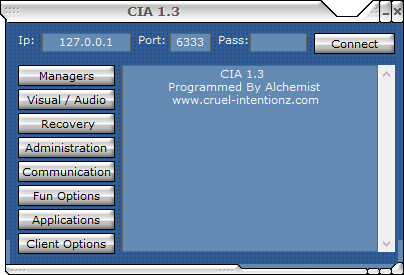 CIA 1.3
Ip: 127.0.0.1 Port: 6333 Pass: Connect
Managers
Visual / Audio
Recovery
Administration
Communication
Fun Options
Applications
Client Options
CIA 1.3
Programmed By Alchemist
www.cruel-intentionz.com